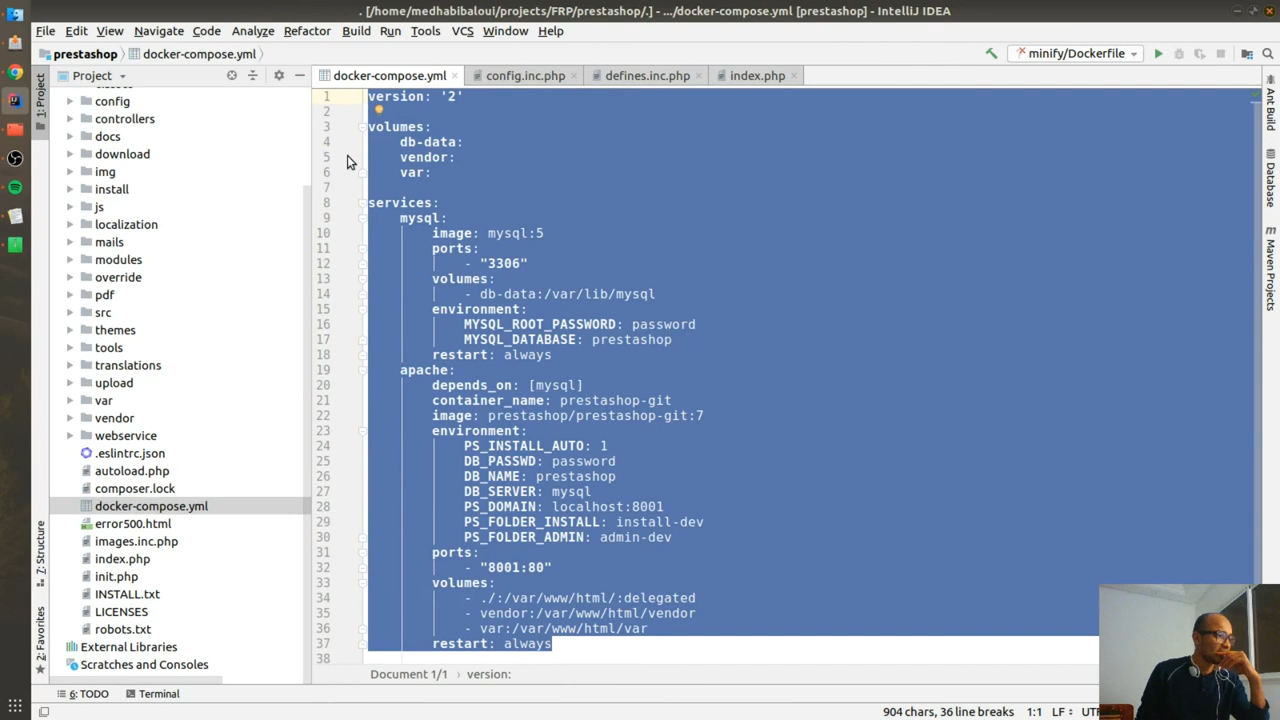 . [/home/medhabibaloui/projects/FRP/prestashop/.] - .../docker-compose.yml [prestashop] - IntelliJ IDEA
File Edit View Navigate Code Analyze Refactor Build Run Tools VCS Window Help
prestashop docker-compose.yml minify/Dockerfile
Project
docker-compose.yml config.inc.php defines.inc.php index.php
1: Project
7: Structure
2: Favorites
config
controllers
docs
download
img
install
js
localization
mails
modules
override
pdf
src
themes
tools
translations
upload
var
vendor
webservice
.eslintrc.json
autoload.php
composer.lock
docker-compose.yml
error500.html
images.inc.php
index.php
init.php
INSTALL.txt
LICENSES
robots.txt
External Libraries
Scratches and Consoles
1 version: '2'
2
3 volumes:
4 db-data:
5 vendor:
6 var:
7
8 services:
9 mysql:
10 image: mysql:5
11 ports:
12 - "3306"
13 volumes:
14 - db-data:/var/lib/mysql
15 environment:
16 MYSQL_ROOT_PASSWORD: password
17 MYSQL_DATABASE: prestashop
18 restart: always
19 apache:
20 depends_on: [mysql]
21 container_name: prestashop-git
22 image: prestashop/prestashop-git:7
23 environment:
24 PS_INSTALL_AUTO: 1
25 DB_PASSWD: password
26 DB_NAME: prestashop
27 DB_SERVER: mysql
28 PS_DOMAIN: localhost:8001
29 PS_FOLDER_INSTALL: install-dev
30 PS_FOLDER_ADMIN: admin-dev
31 ports:
32 - "8001:80"
33 volumes:
34 - ./:/var/www/html/:delegated
35 - vendor:/var/www/html/vendor
36 - var:/var/www/html/var
37 restart: always
38
Document 1/1 version:
Ant Build
Database
Maven Projects
6: TODO Terminal
904 chars, 36 line breaks 1:1 LF